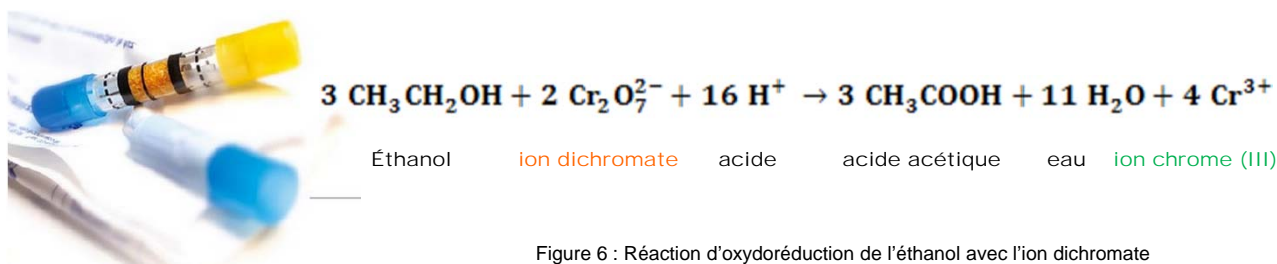 3 CH₃CH₂OH + 2 Cr₂O₇²⁻ + 16 H⁺ → 3 CH₃COOH + 11 H₂O + 4 Cr³⁺
Éthanol ion dichromate acide acide acétique eau ion chrome (III)
Figure 6 : Réaction d'oxydoréduction de l'éthanol avec l'ion dichromate